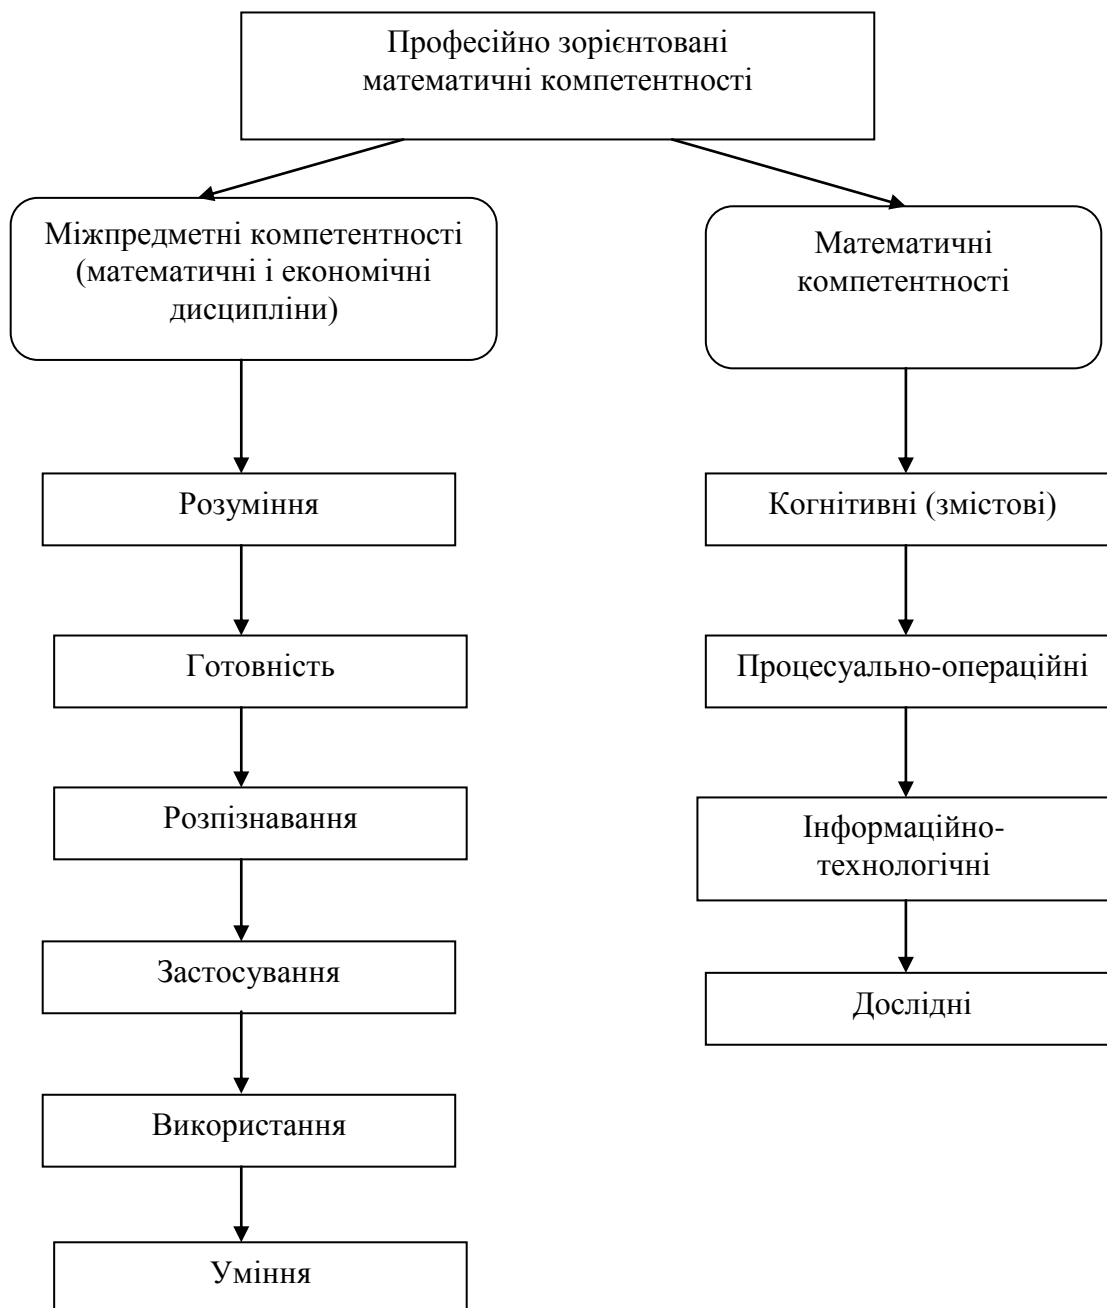 Професійно зорієнтовані
математичні компетентності
Міжпредметні компетентності
(математичні і економічні
дисципліни)
Математичні
компетентності
Розуміння
Готовність
Розпізнавання
Застосування
Використання
Уміння
Когнітивні (змістові)
Процесуально-операційні
Інформаційно-
технологічні
Дослідні